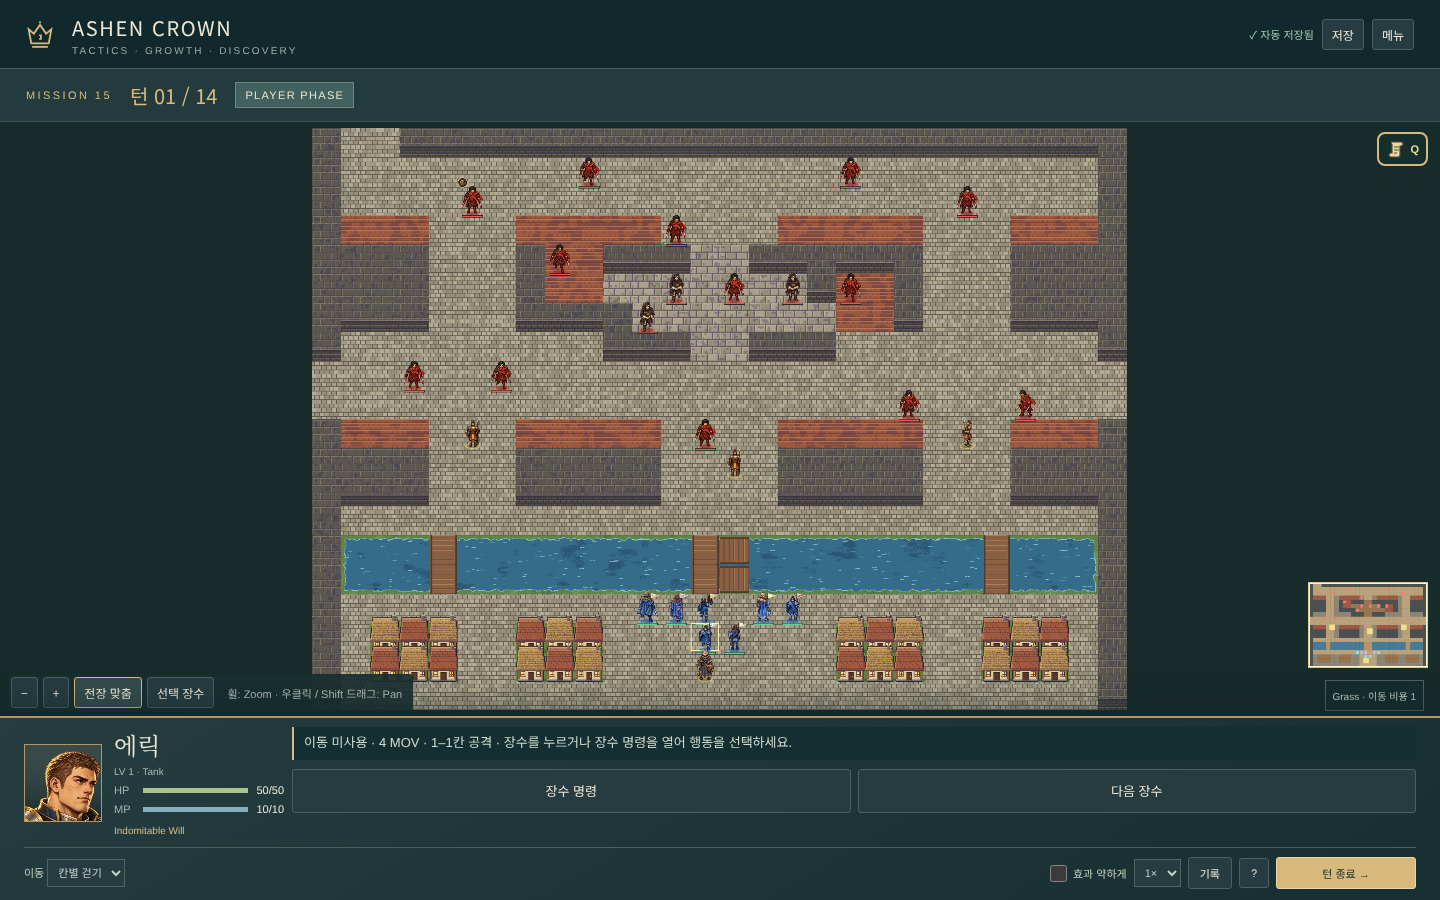 ASHEN CROWN
TACTICS · GROWTH · DISCOVERY
✓ 자동 저장됨
저장
메뉴
MISSION 15
턴 01 / 14
PLAYER PHASE
Q
−
+
전장 맞춤
선택 장수
휠: Zoom · 우클릭 / Shift 드래그: Pan
Grass · 이동 비용 1
에릭
LV 1 · Tank
HP 50/50
MP 10/10
Indomitable Will
이동 미사용 · 4 MOV · 1–1칸 공격 · 장수를 누르거나 장수 명령을 열어 행동을 선택하세요.
장수 명령
다음 장수
이동
칸별 걷기
효과 약하게
1×
기록
?
턴 종료 →